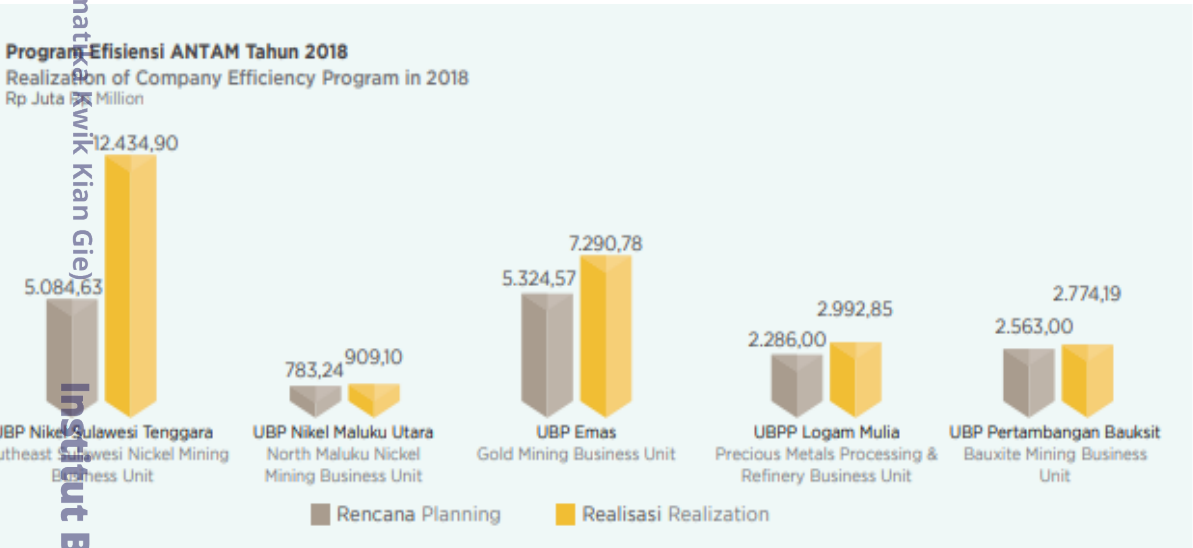 Program Efisiensi ANTAM Tahun 2018
Realization of Company Efficiency Program in 2018
Rp Juta Rp Million
12.434,90
5.084,63
783,24
909,10
5.324,57
7.290,78
2.286,00
2.992,85
2.563,00
2.774,19
UBP Nikel Sulawesi Tenggara
Southeast Sulawesi Nickel Mining
Business Unit
UBP Nikel Maluku Utara
North Maluku Nickel
Mining Business Unit
UBP Emas
Gold Mining Business Unit
UBPP Logam Mulia
Precious Metals Processing &
Refinery Business Unit
UBP Pertambangan Bauksit
Bauxite Mining Business
Unit
Rencana Planning
Realisasi Realization
Kwik Kian Gie)
Institut